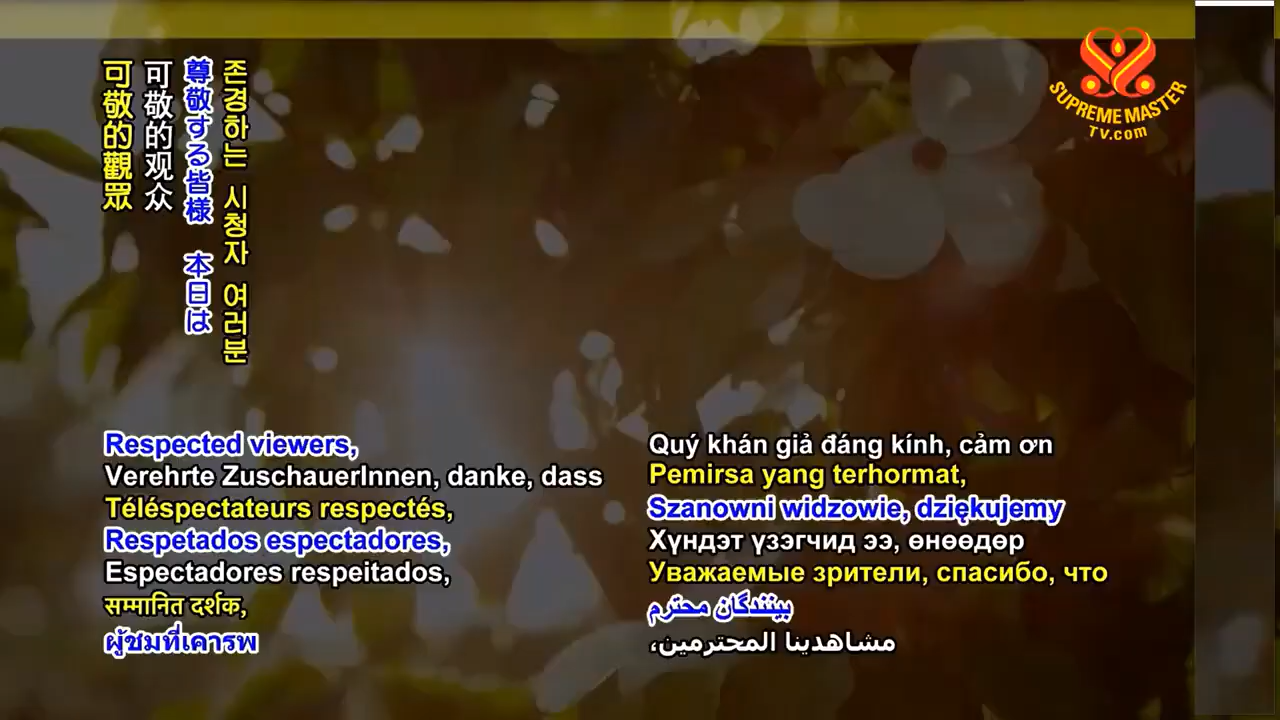 可敬的觀眾
可敬的观众
尊敬する皆様 本日は
존경하는 시청자 여러분
SUPREME MASTER
TV.com
Respected viewers,
Verehrte ZuschauerInnen, danke, dass
Téléspectateurs respectés,
Respetados espectadores,
Espectadores respeitados,
सम्मानित दर्शक,
ผู้ชมที่เคารพ
Quý khán giả đáng kính, cảm ơn
Pemirsa yang terhormat,
Szanowni widzowie, dziękujemy
Хүндэт үзэгчид ээ, өнөөдөр
Уважаемые зрители, спасибо, что
بینندگان محترم
مشاهدينا المحترمين،